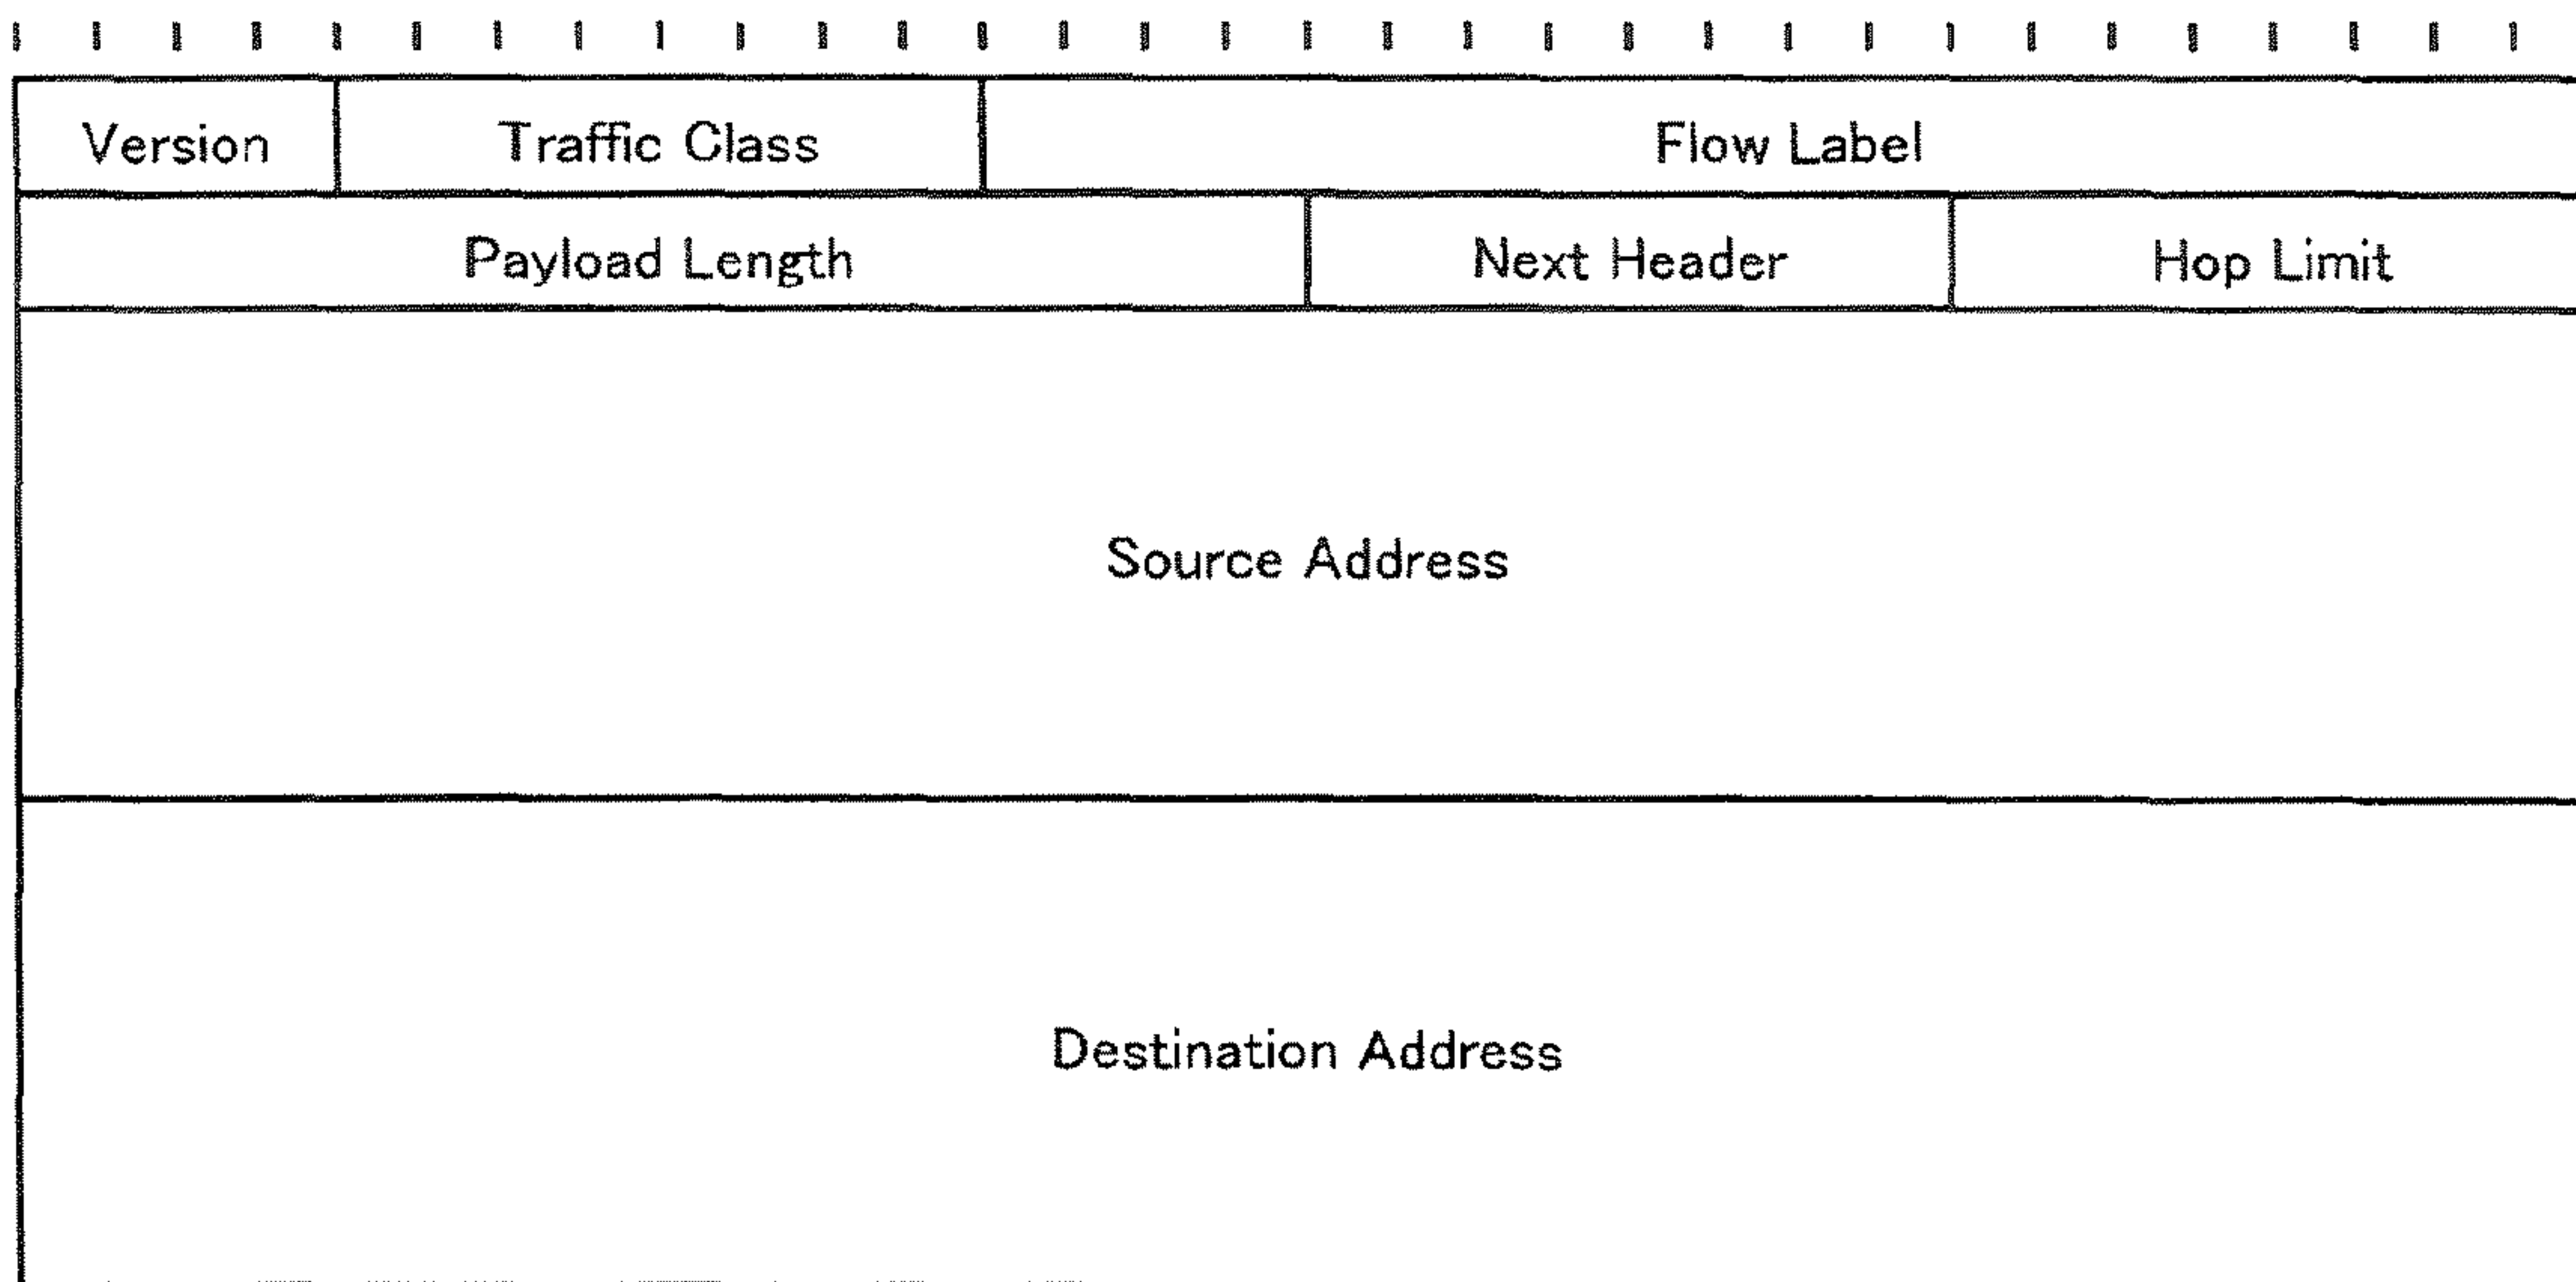 Version Traffic Class Flow Label
Payload Length Next Header Hop Limit
Source Address
Destination Address